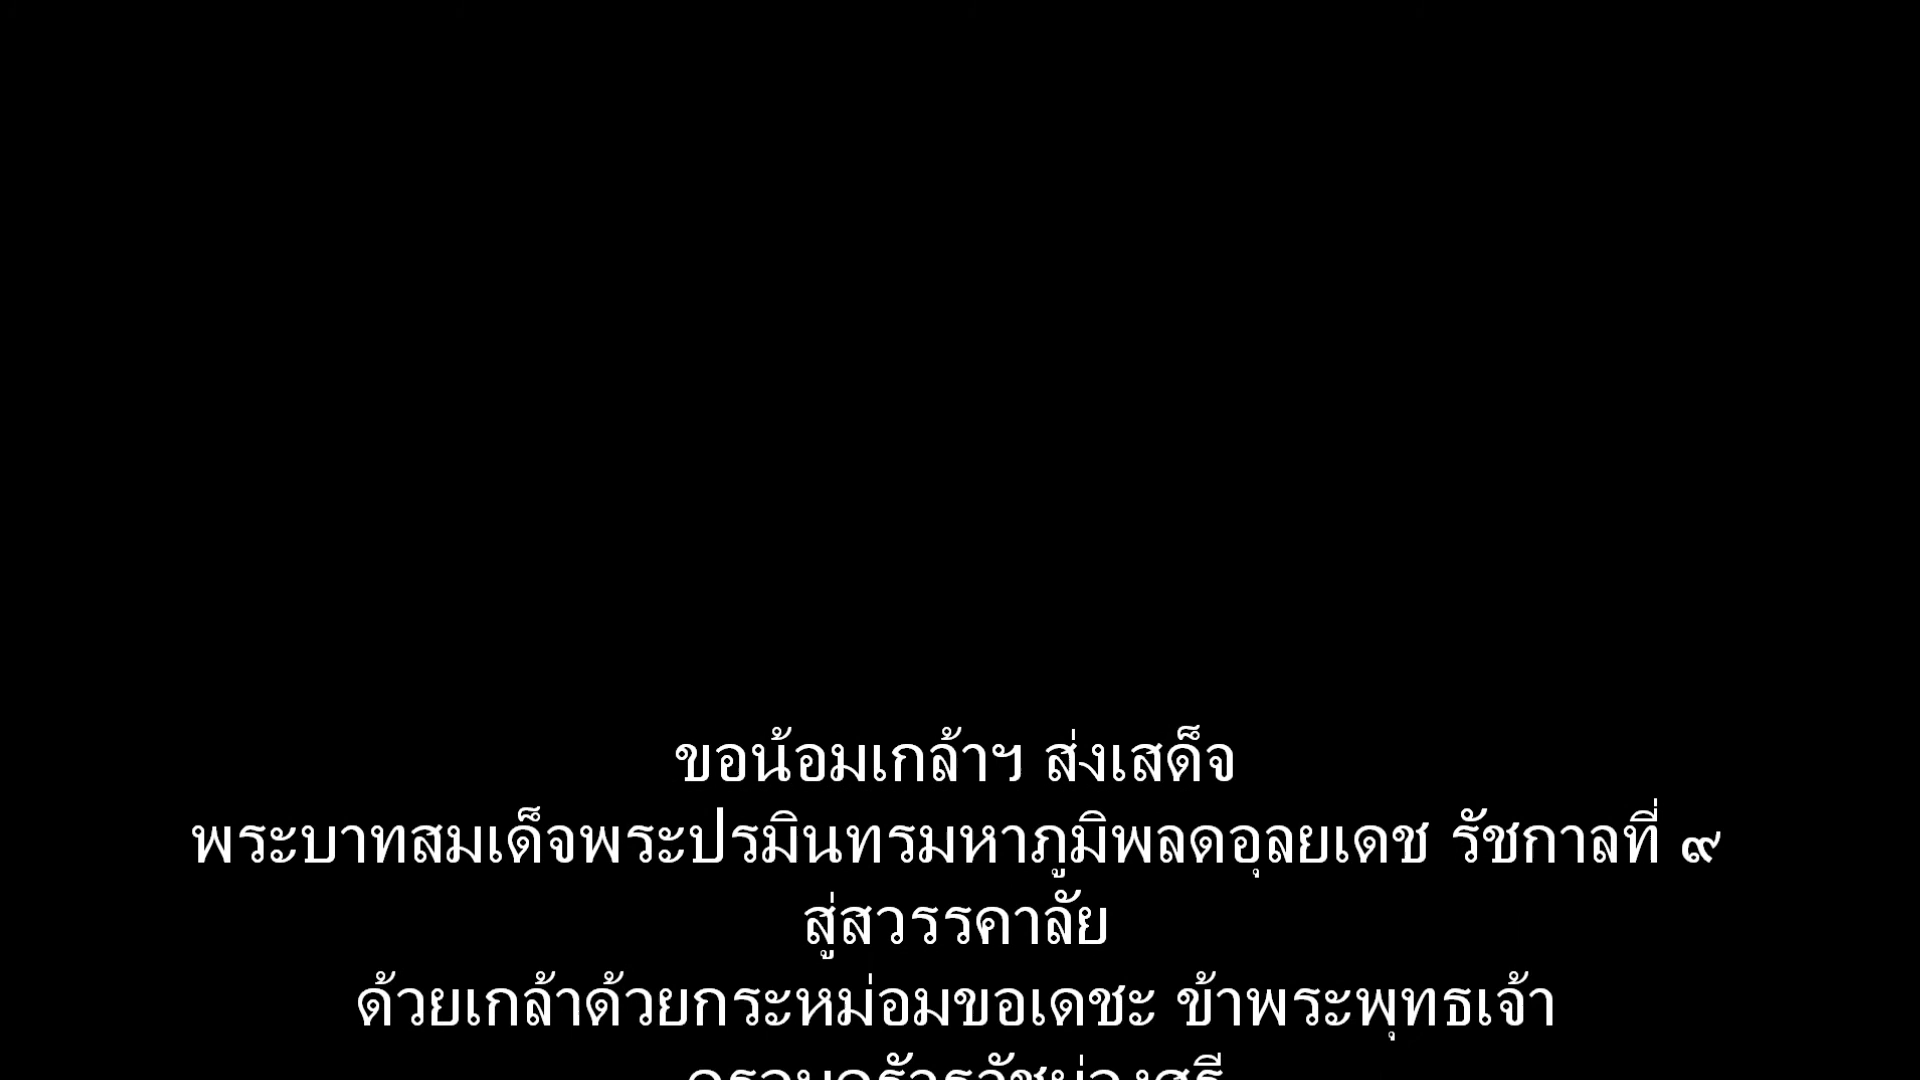 ขอน้อมเกล้าฯ ส่งเสด็จ
พระบาทสมเด็จพระปรมินทรมหาภูมิพลดอุลยเดช รัชกาลที่ ๙
สู่สวรรคาลัย
ด้วยเกล้าด้วยกระหม่อมขอเดชะ ข้าพระพุทธเจ้า